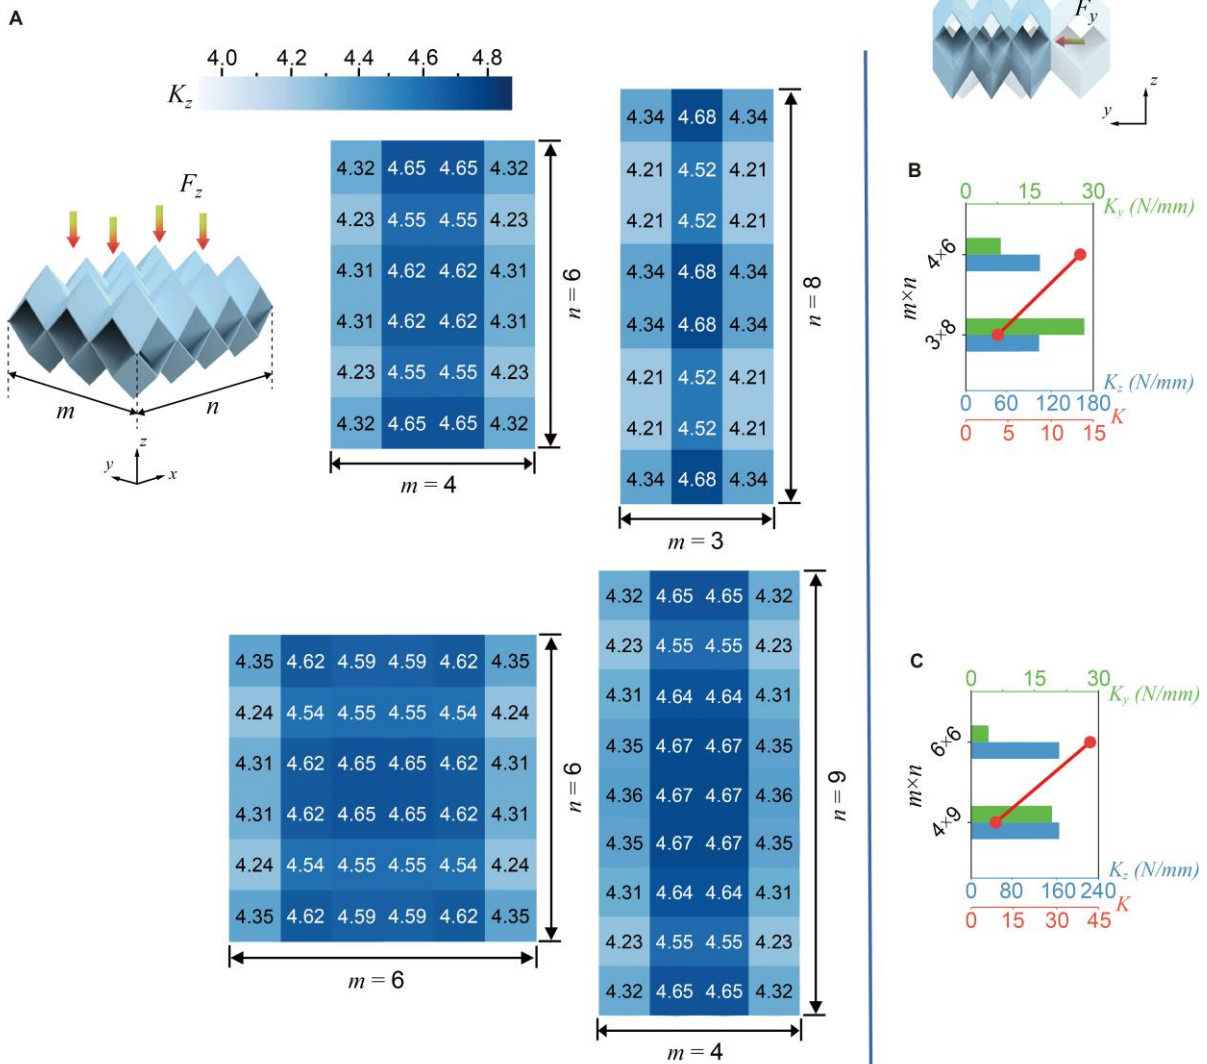 A
4.0 4.2 4.4 4.6 4.8
K_z
F_z
m
n
z
y
x
4.32 4.65 4.65 4.32
4.23 4.55 4.55 4.23
4.31 4.62 4.62 4.31
4.31 4.62 4.62 4.31
4.23 4.55 4.55 4.23
4.32 4.65 4.65 4.32
n = 6
m = 4
4.34 4.68 4.34
4.21 4.52 4.21
4.21 4.52 4.21
4.34 4.68 4.34
4.34 4.68 4.34
4.21 4.52 4.21
4.21 4.52 4.21
4.34 4.68 4.34
n = 8
m = 3
4.35 4.62 4.59 4.59 4.62 4.35
4.24 4.54 4.55 4.55 4.54 4.24
4.31 4.62 4.65 4.65 4.62 4.31
4.31 4.62 4.65 4.65 4.62 4.31
4.24 4.54 4.55 4.55 4.54 4.24
4.35 4.62 4.59 4.59 4.62 4.35
n = 6
m = 6
4.32 4.65 4.65 4.32
4.23 4.55 4.55 4.23
4.31 4.64 4.64 4.31
4.35 4.67 4.67 4.35
4.36 4.67 4.67 4.36
4.35 4.67 4.67 4.35
4.31 4.64 4.64 4.31
4.23 4.55 4.55 4.23
4.32 4.65 4.65 4.32
n = 9
m = 4
F_y
z
y
B
0 15 30
K_y (N/mm)
4×6
3×8
m×n
K_z (N/mm)
0 60 120 180
K
0 5 10 15
C
0 15 30
K_y (N/mm)
6×6
4×9
m×n
K_z (N/mm)
0 80 160 240
K
0 15 30 45